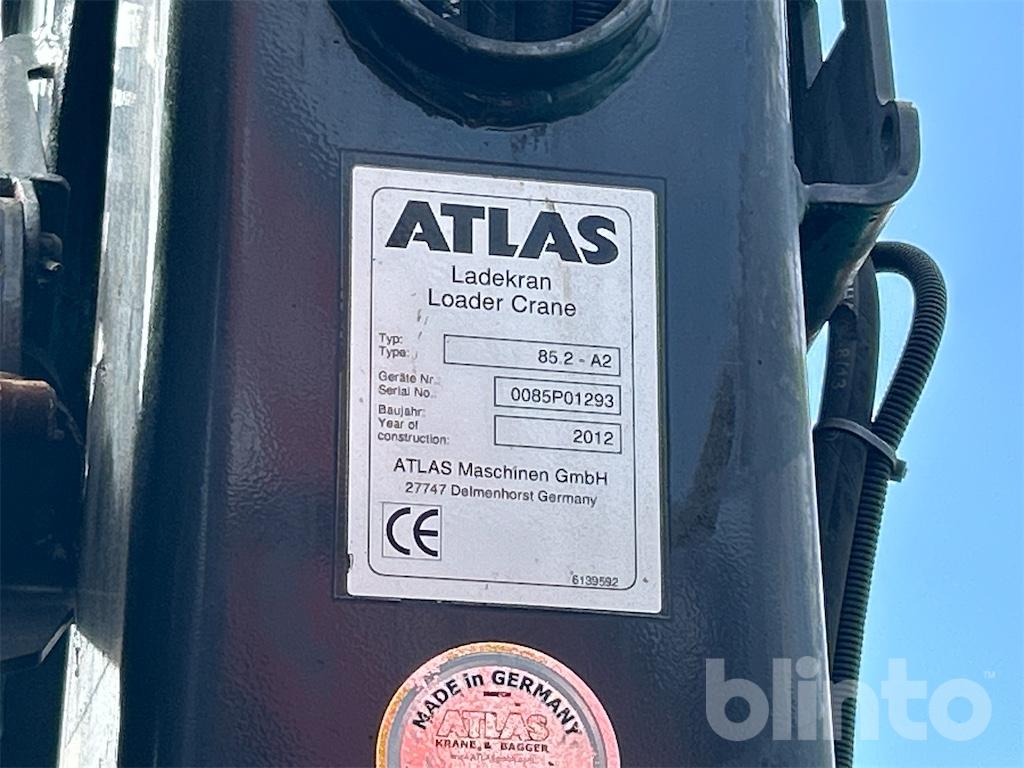 ATLAS
Ladekran
Loader Crane
Typ:
Type: 85.2 - A2
Geräte Nr.:
Serial No.: 0085P01293
Baujahr:
Year of
construction: 2012
ATLAS Maschinen GmbH
27747 Delmenhorst Germany
CE
6139592
MADE in GERMANY
ATLAS
KRANE & BAGGER
blinto™